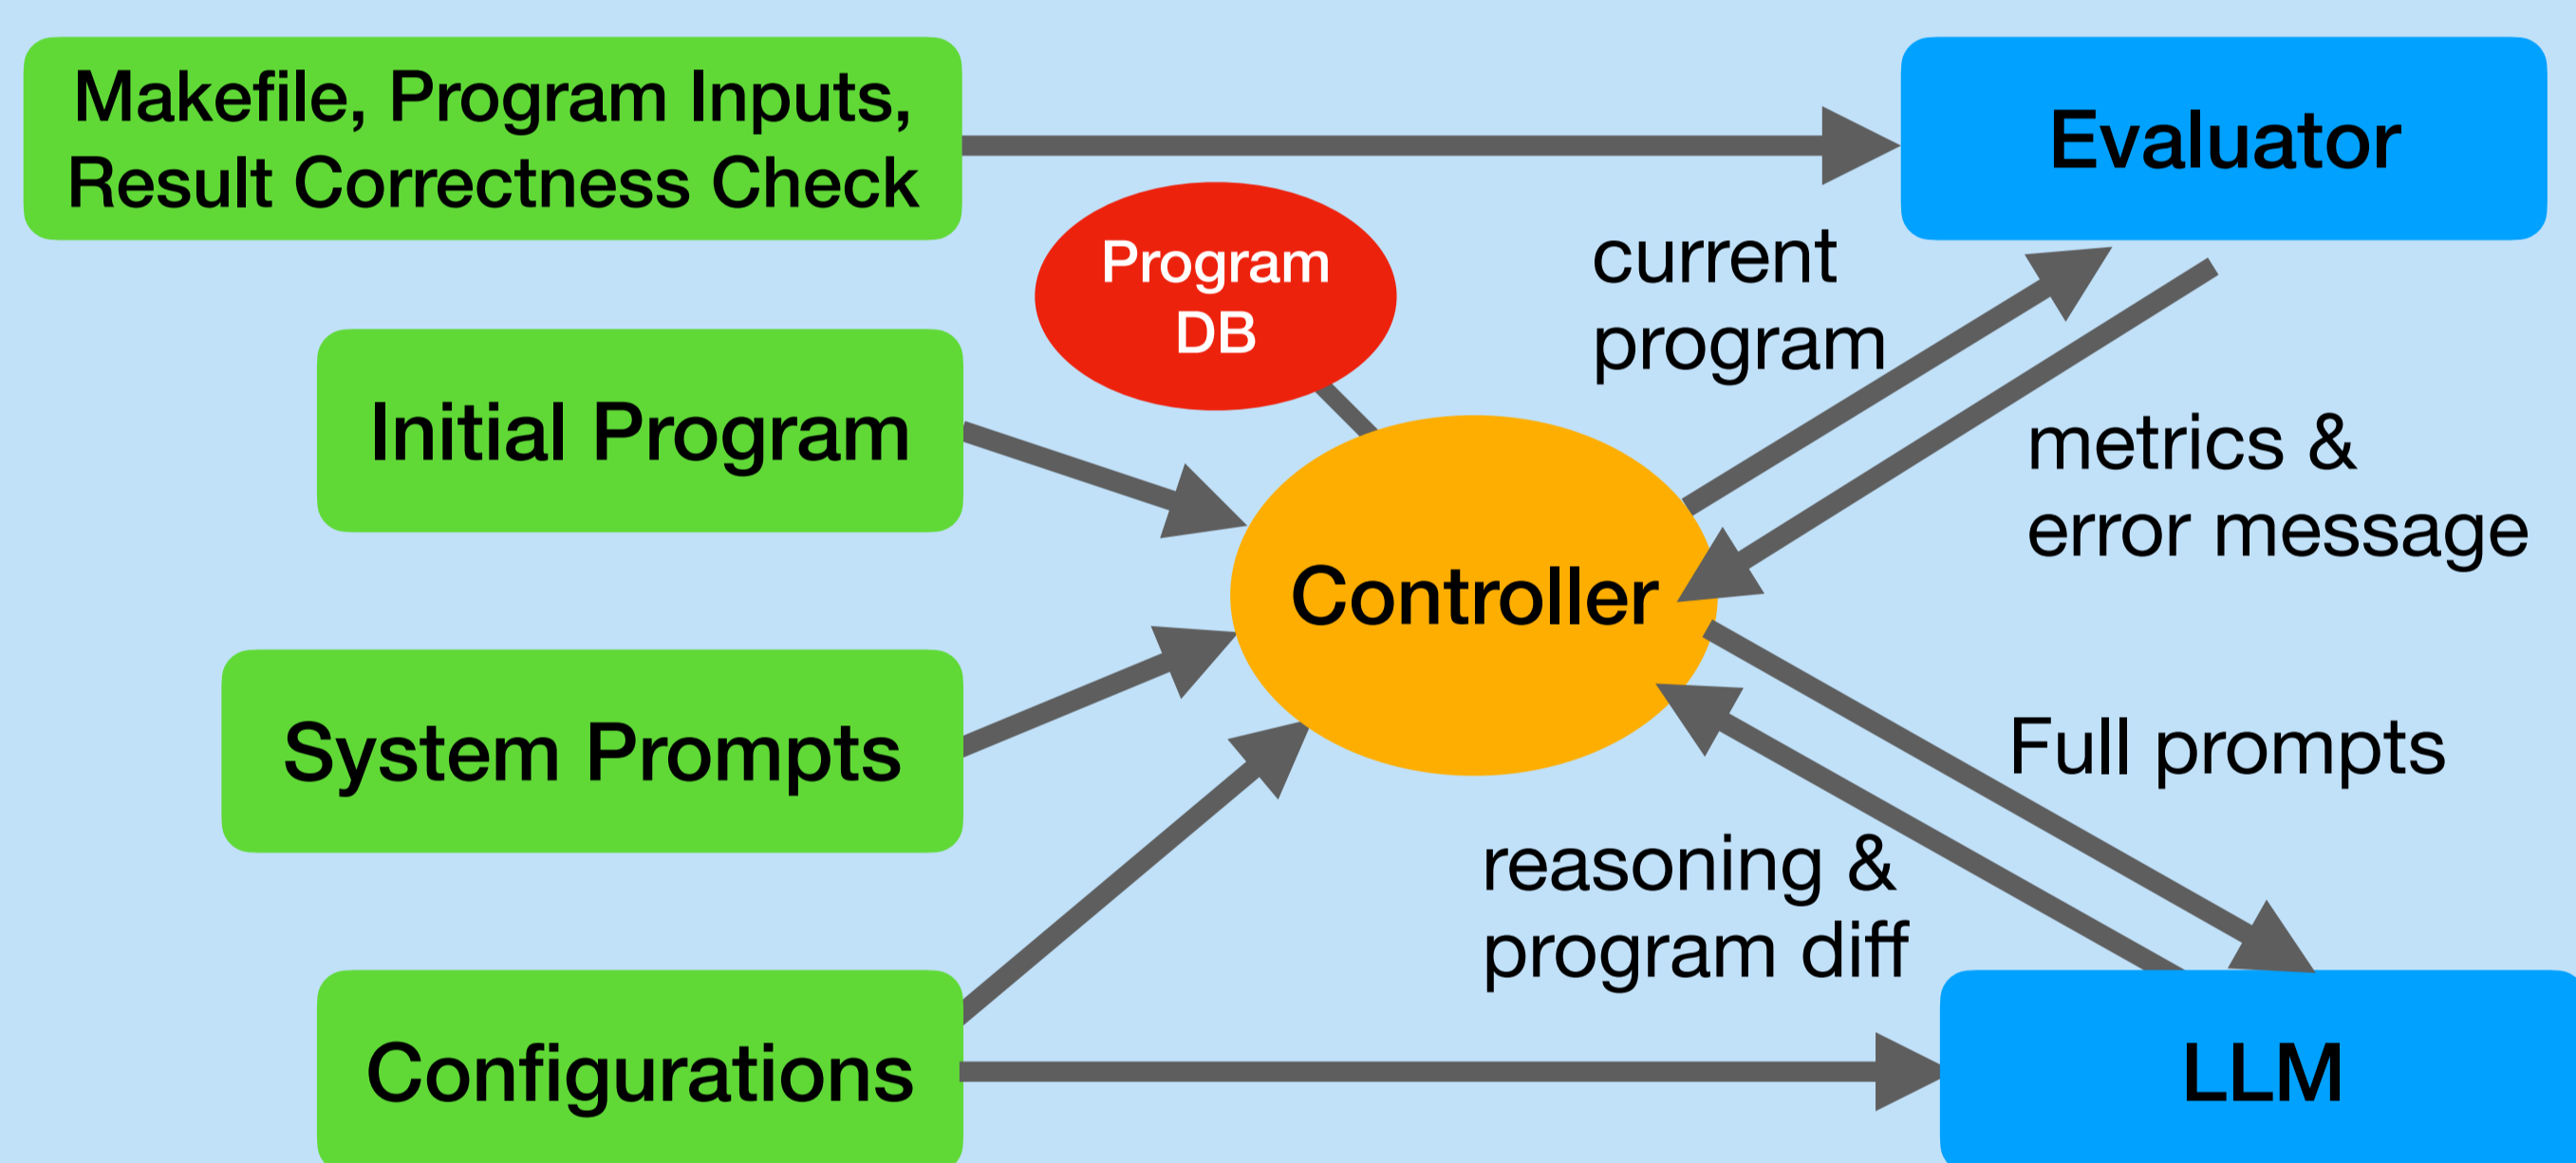 Makefile, Program Inputs,
Result Correctness Check
Evaluator
Program
DB
current
program
Initial Program
metrics &
error message
Controller
System Prompts
Full prompts
reasoning &
program diff
Configurations
LLM